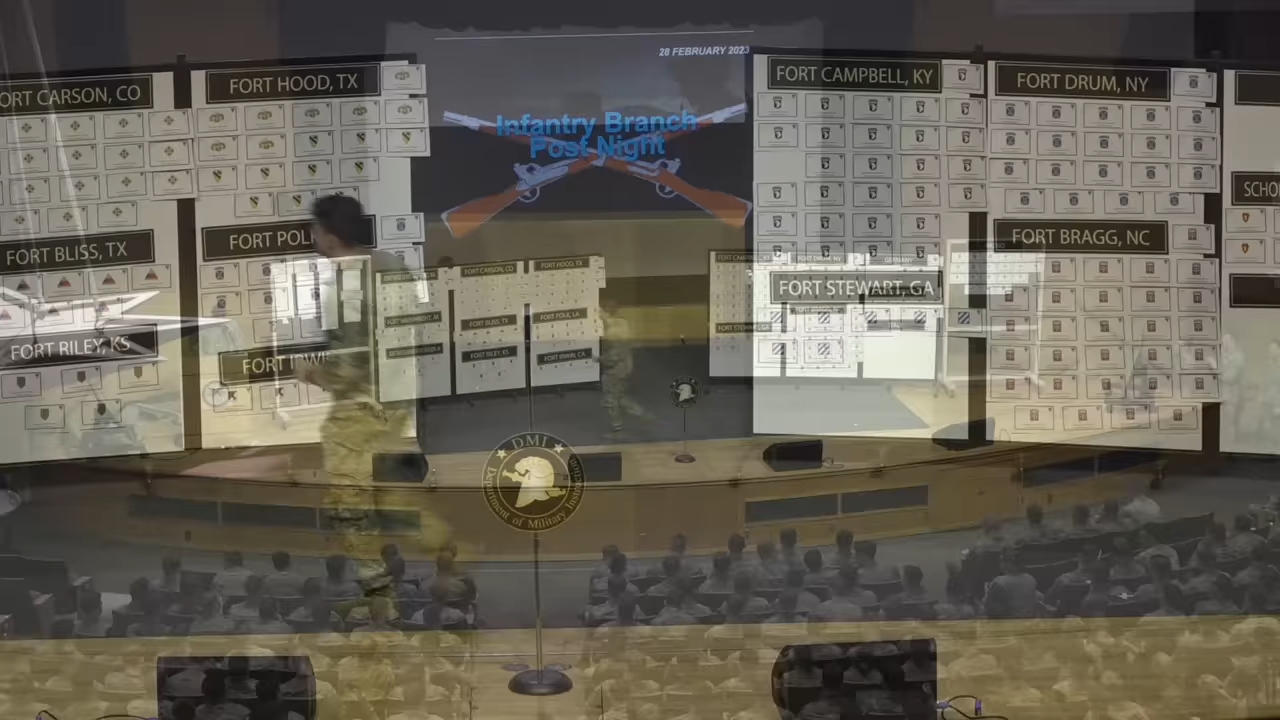 28 FEBRUARY 2023
FORT HOOD, TX
FORT CAMPBELL, KY
FORT DRUM, NY
ORT CARSON, CO
Infantry Branch
Post Night
SCHO
FORT POL
FORT BRAGG, NC
FORT BLISS, TX
FORT CARSON, CO
FORT HOOD, TX
FORT STEWART, GA
FORT BLISS, TX
FORT POLK, LA
FORT RILEY, KS
FORT RILEY, KS
FORT IRWIN, CA
FORT IRWI
DMI
Department of Military Instruction